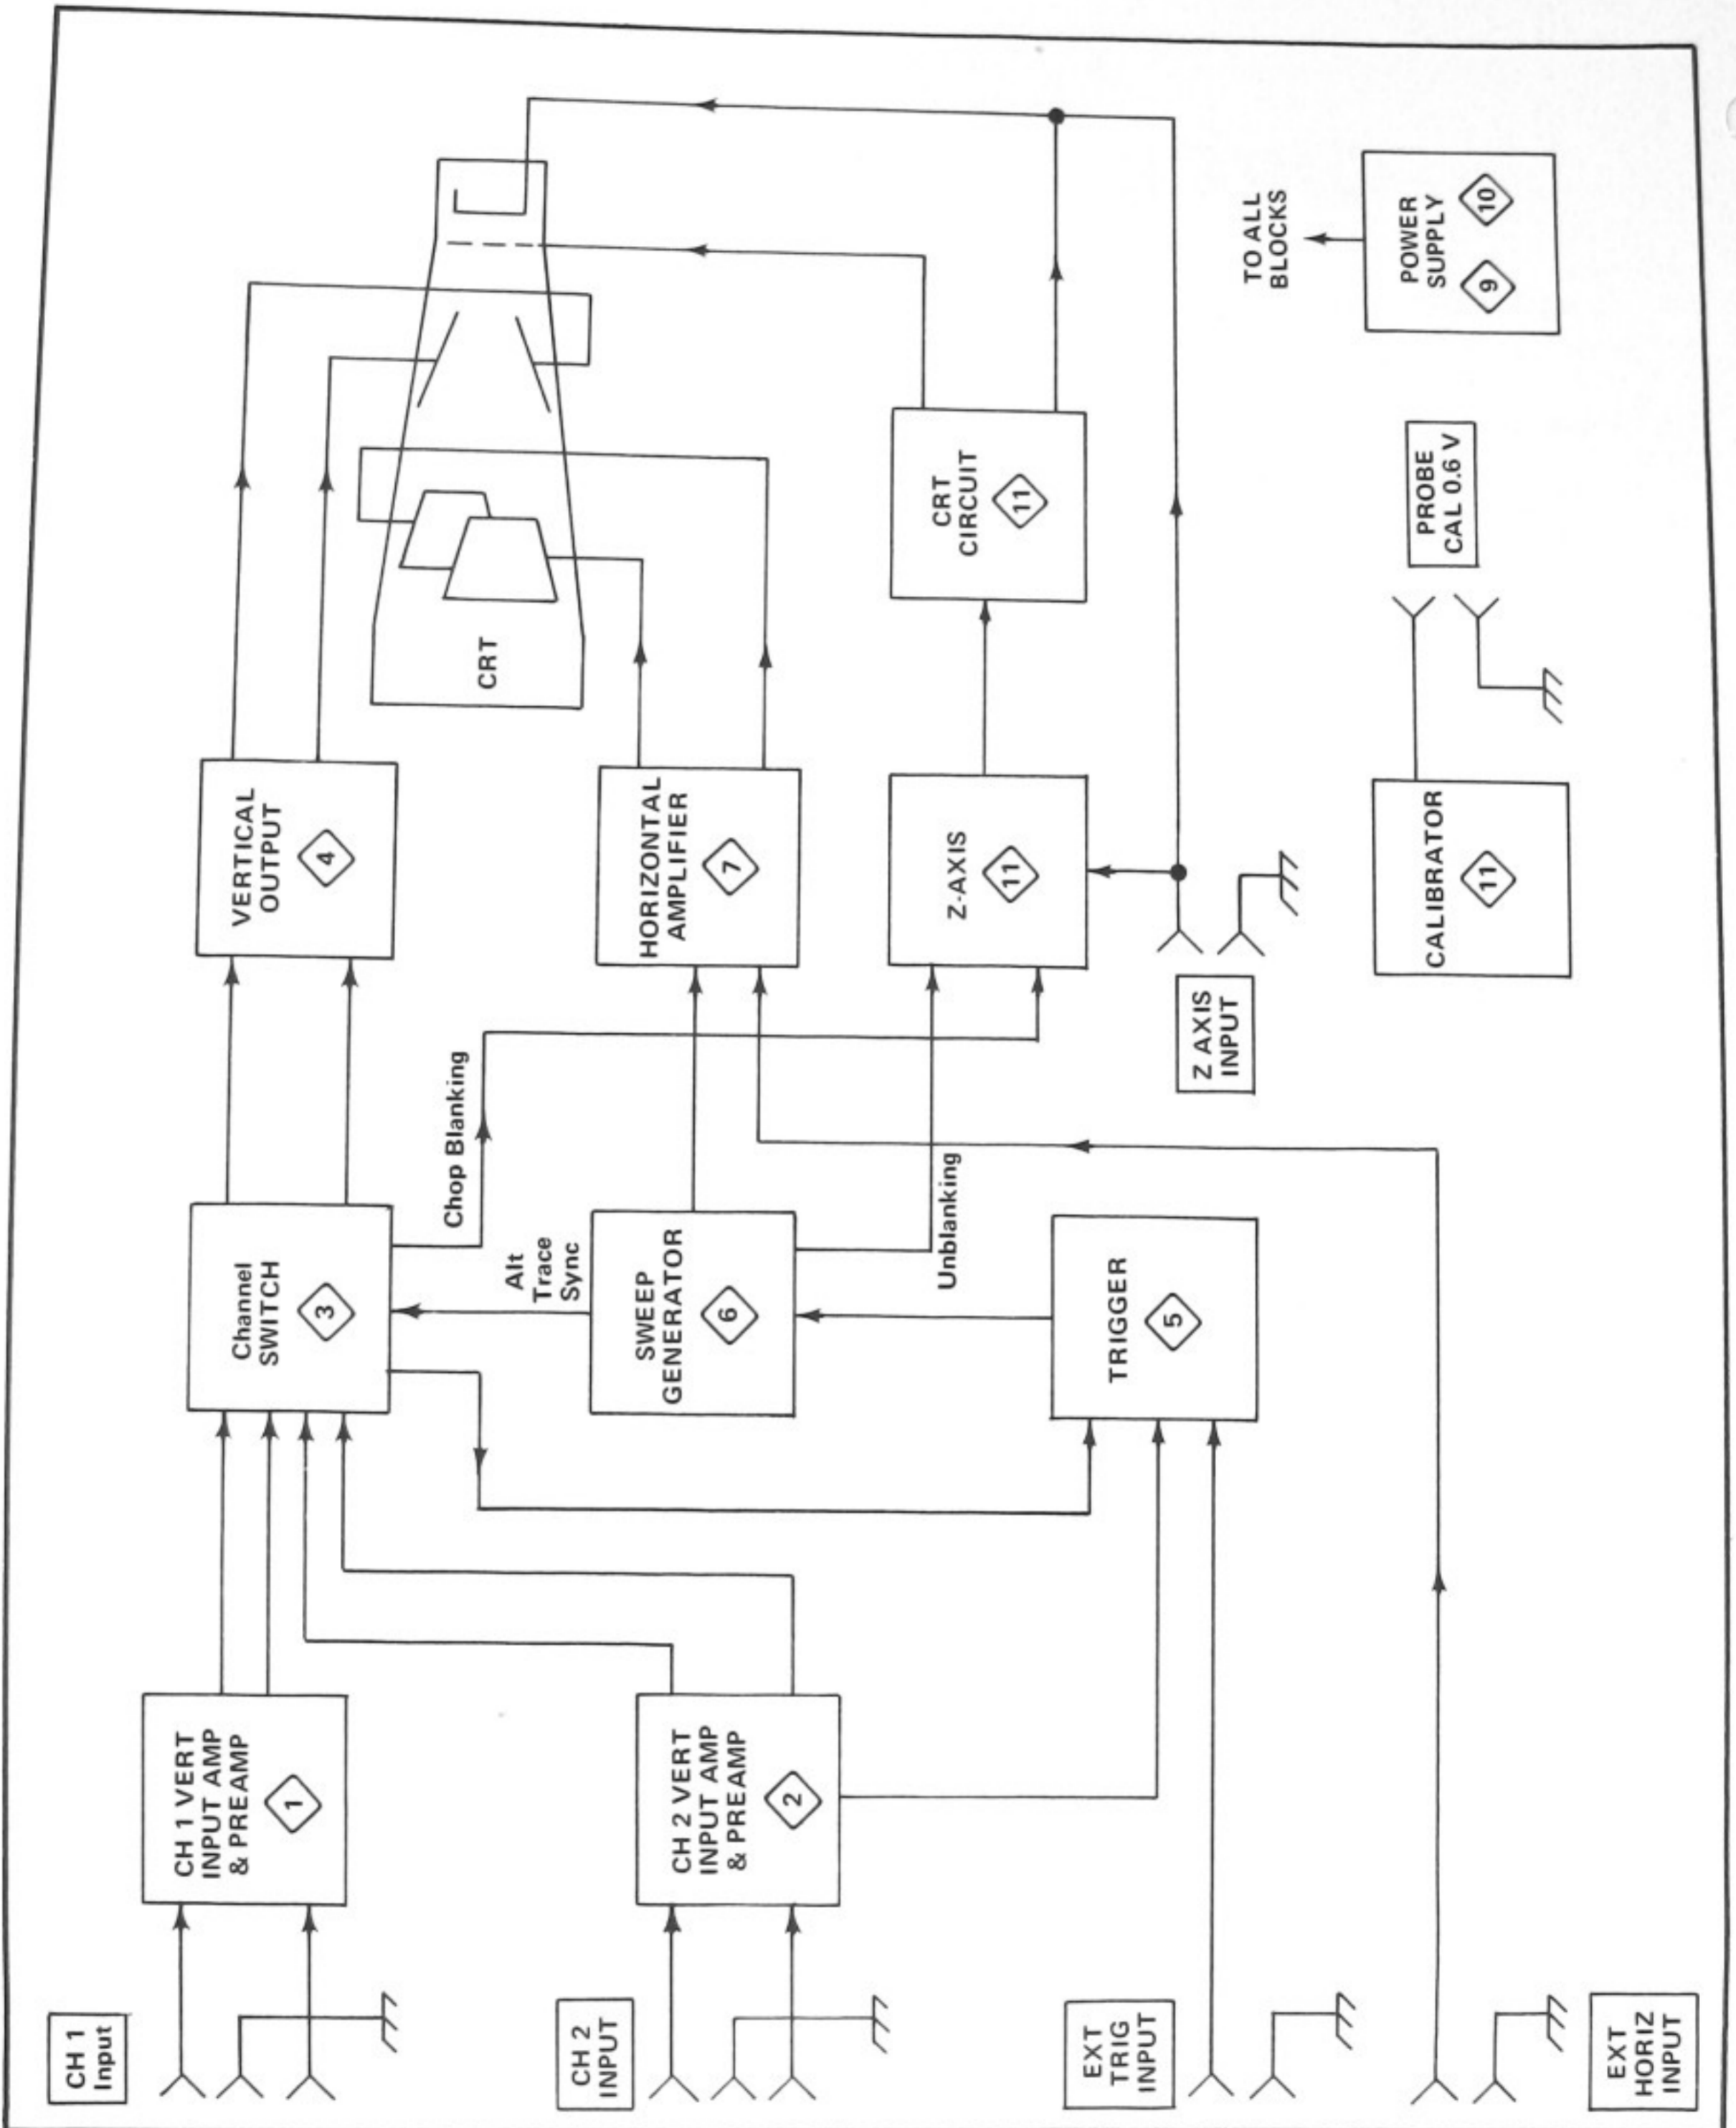 CH 1
Input
CH 1 VERT
INPUT AMP
& PREAMP
1
Channel
SWITCH
3
VERTICAL
OUTPUT
4
Chop Blanking
CRT
Alt
Trace
Sync
CH 2
INPUT
CH 2 VERT
INPUT AMP
& PREAMP
2
SWEEP
GENERATOR
6
HORIZONTAL
AMPLIFIER
7
Unblanking
Z-AXIS
11
CRT
CIRCUIT
11
EXT
TRIG
INPUT
TRIGGER
5
Z AXIS
INPUT
TO ALL
BLOCKS
EXT
HORIZ
INPUT
CALIBRATOR
11
PROBE
CAL 0.6 V
POWER
SUPPLY
9
10